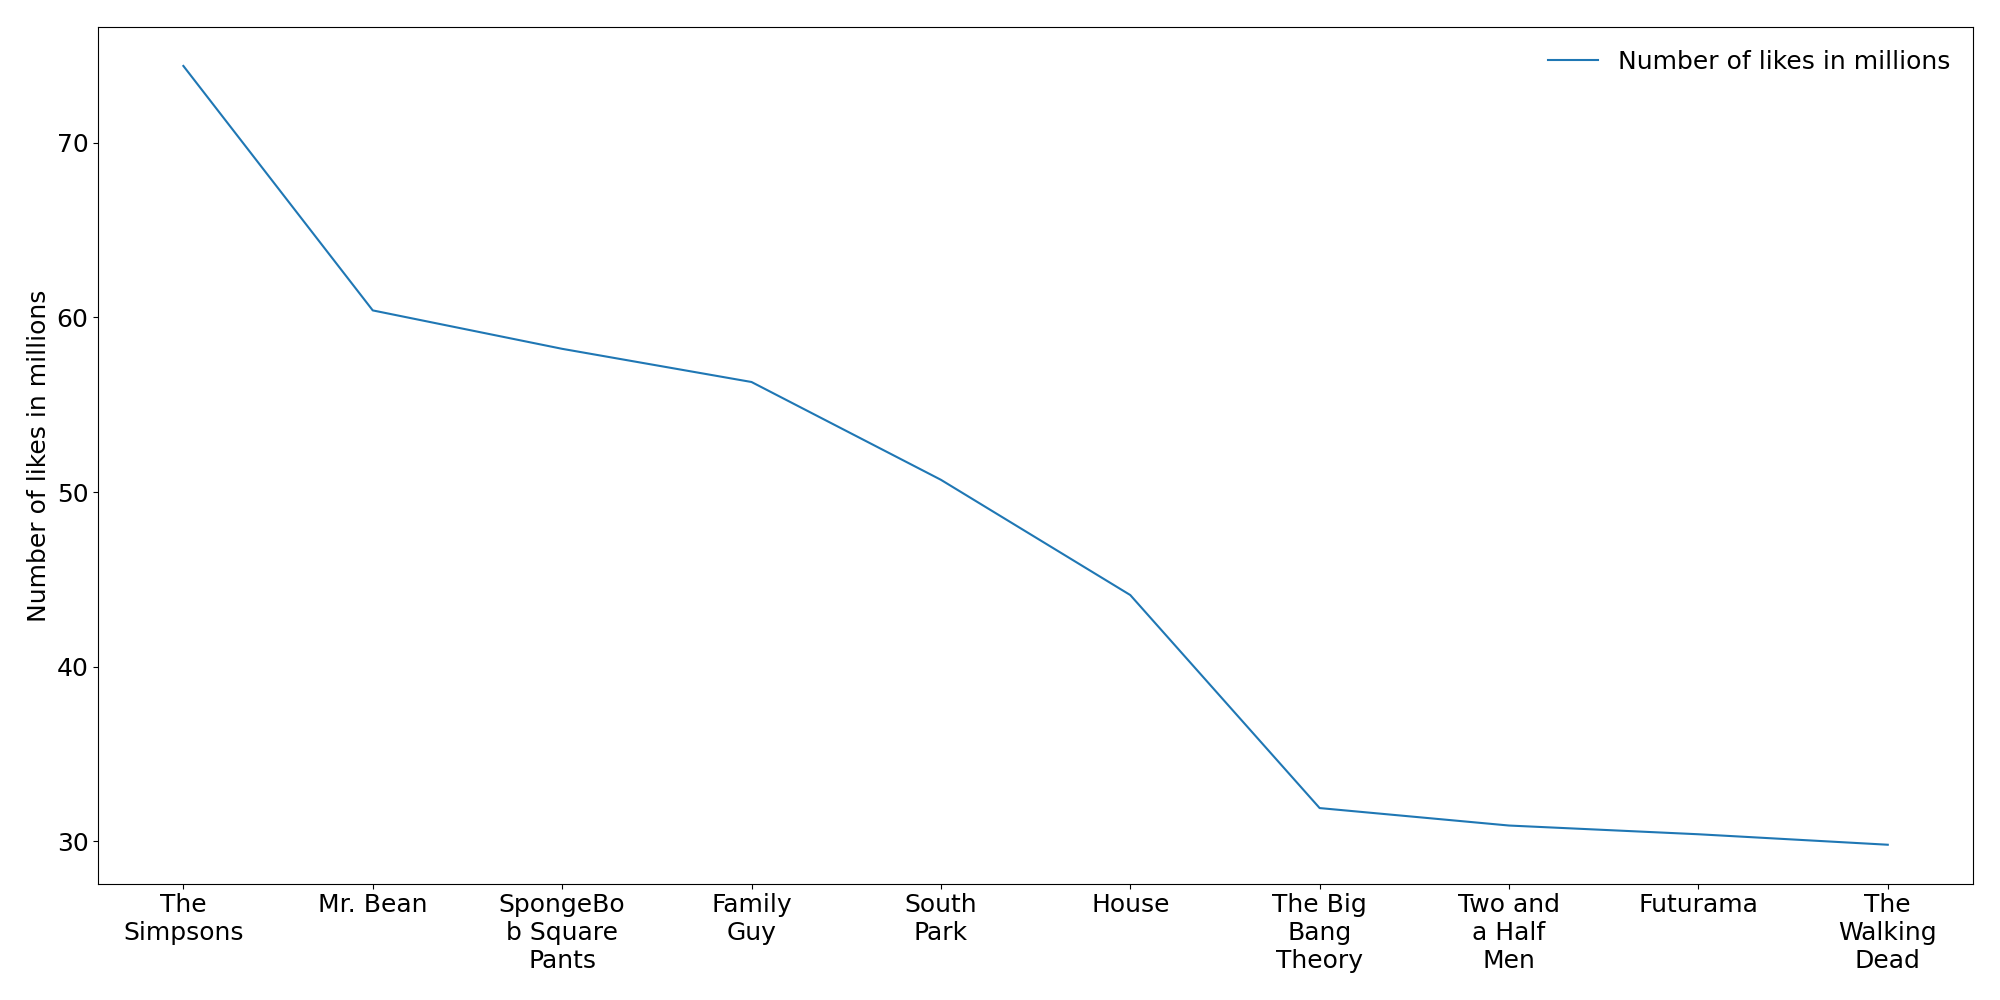 Number of likes in millions
Number of likes in millions
70
60
50
40
30
The
Simpsons
Mr. Bean
SpongeBo
b Square
Pants
Family
Guy
South
Park
House
The Big
Bang
Theory
Two and
a Half
Men
Futurama
The
Walking
Dead